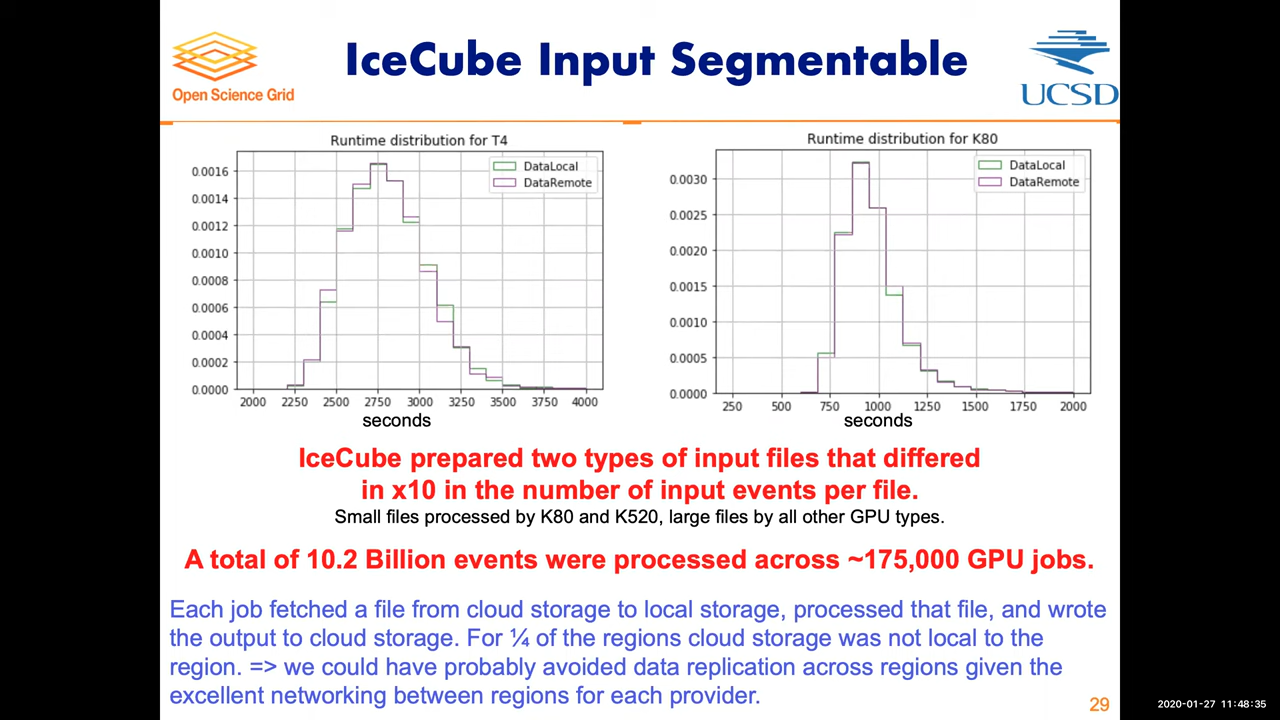 IceCube Input Segmentable
Open Science Grid
UCSD
Runtime distribution for T4
DataLocal
DataRemote
0.0016
0.0014
0.0012
0.0010
0.0008
0.0006
0.0004
0.0002
0.0000
2000 2250 2500 2750 3000 3250 3500 3750 4000
seconds
Runtime distribution for K80
DataLocal
DataRemote
0.0030
0.0025
0.0020
0.0015
0.0010
0.0005
0.0000
250 500 750 1000 1250 1500 1750 2000
seconds
IceCube prepared two types of input files that differed
in x10 in the number of input events per file.
Small files processed by K80 and K520, large files by all other GPU types.
A total of 10.2 Billion events were processed across ~175,000 GPU jobs.
Each job fetched a file from cloud storage to local storage, processed that file, and wrote
the output to cloud storage. For ¼ of the regions cloud storage was not local to the
region. => we could have probably avoided data replication across regions given the
excellent networking between regions for each provider.
29
2020-01-27 11:48:35